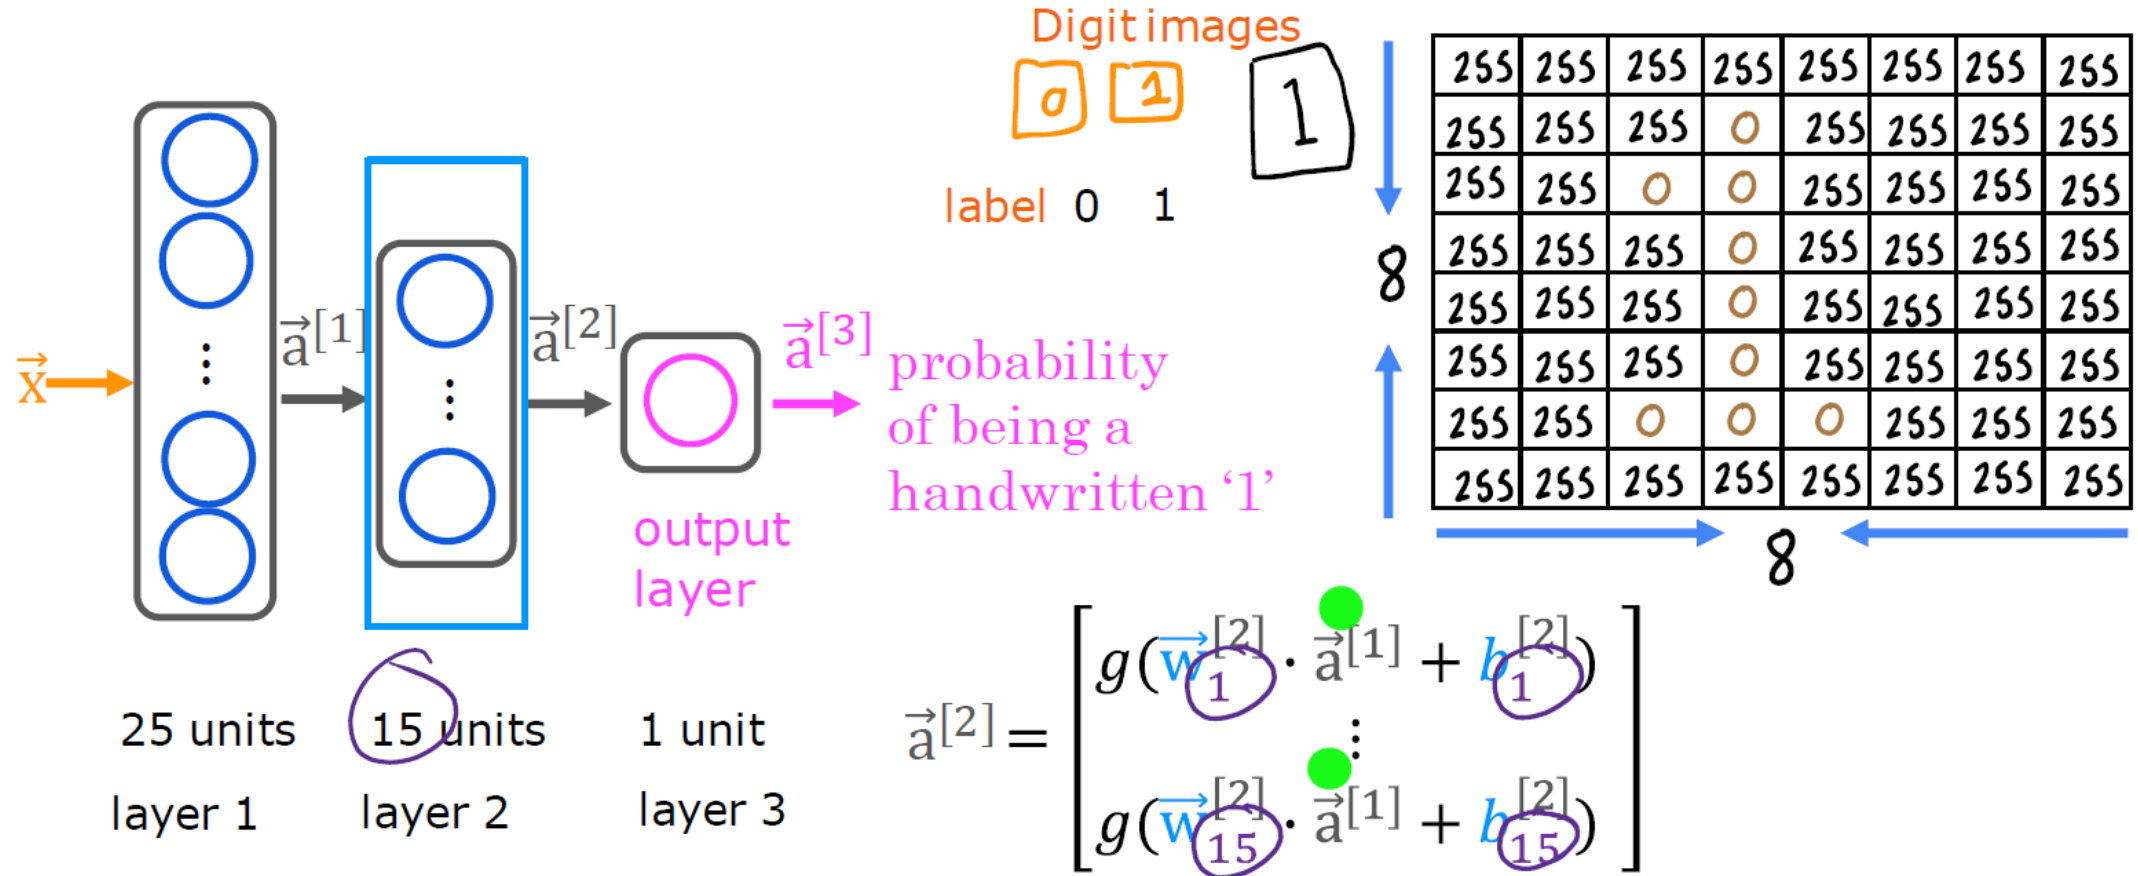 Digit images
0 1 1
label 0 1
255 255 255 255 255 255 255 255
255 255 255 0 255 255 255 255
255 255 0 0 255 255 255 255
255 255 255 0 255 255 255 255
255 255 255 0 255 255 255 255
255 255 255 0 255 255 255 255
255 255 0 0 0 255 255 255
255 255 255 255 255 255 255 255
8
8
x⃗
a⃗[1]
⋮
a⃗[2]
⋮
a⃗[3]
probability
of being a
handwritten ‘1’
output
layer
25 units 15 units 1 unit
layer 1 layer 2 layer 3
a⃗[2] =
g(w⃗1[2] · a⃗[1] + b1[2])
⋮
g(w⃗15[2] · a⃗[1] + b15[2])